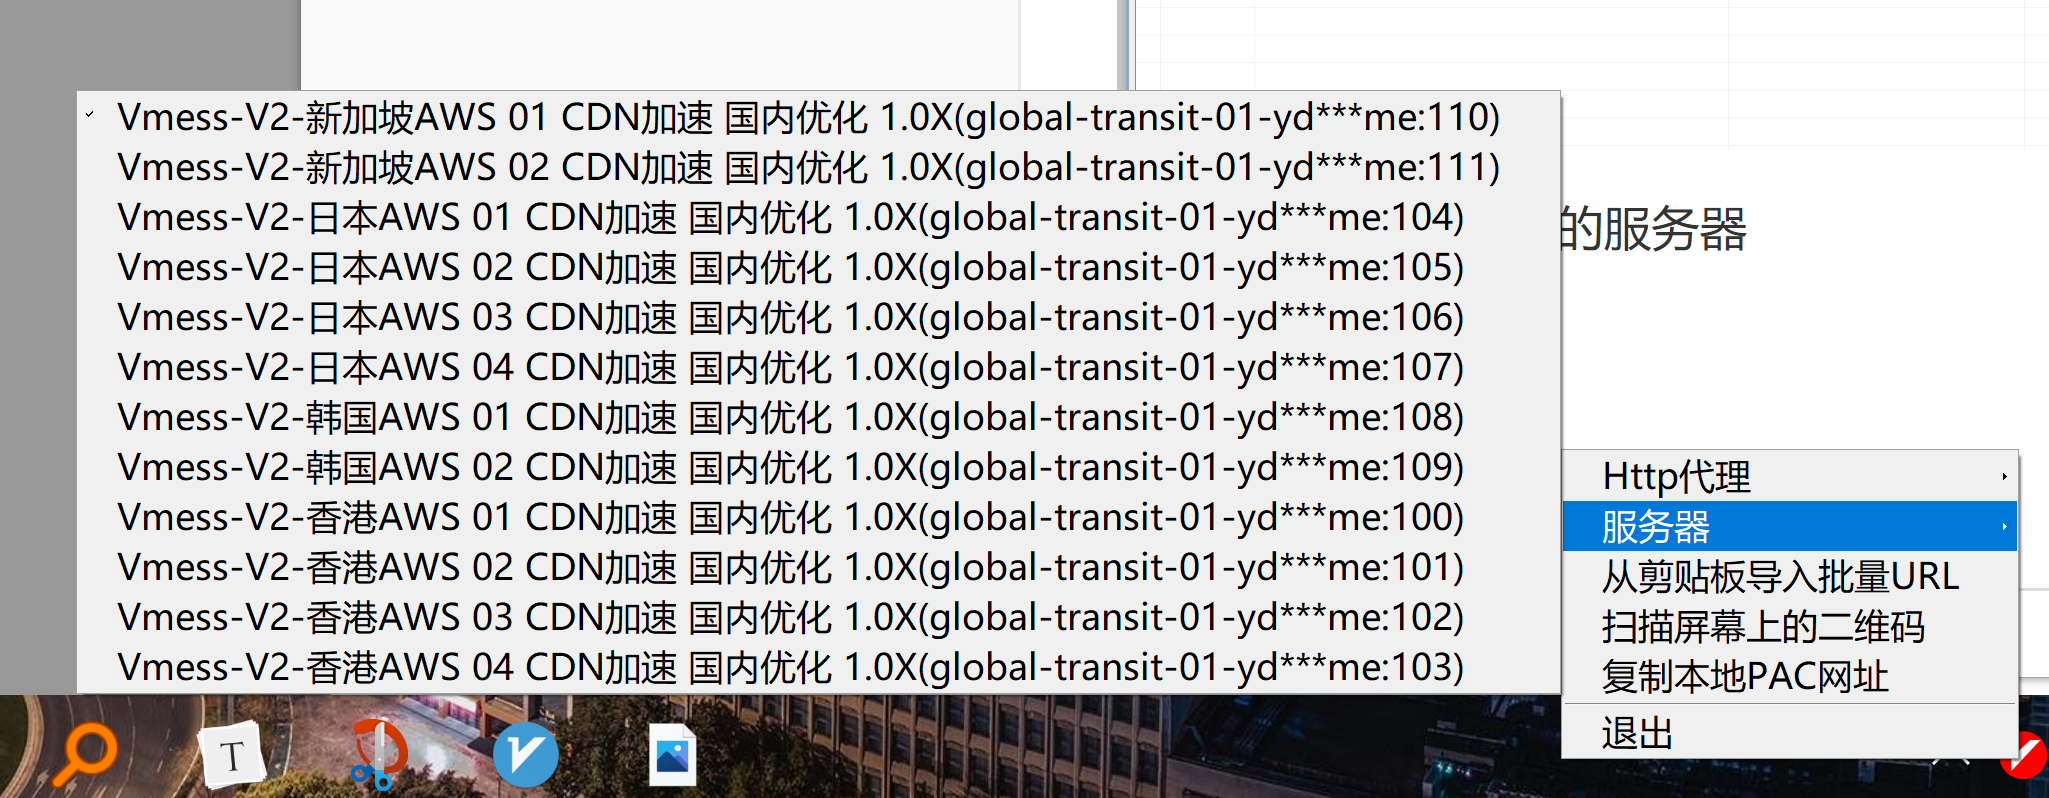 Vmess-V2-新加坡AWS 01 CDN加速 国内优化 1.0X(global-transit-01-yd***me:110)
Vmess-V2-新加坡AWS 02 CDN加速 国内优化 1.0X(global-transit-01-yd***me:111)
Vmess-V2-日本AWS 01 CDN加速 国内优化 1.0X(global-transit-01-yd***me:104)
Vmess-V2-日本AWS 02 CDN加速 国内优化 1.0X(global-transit-01-yd***me:105)
Vmess-V2-日本AWS 03 CDN加速 国内优化 1.0X(global-transit-01-yd***me:106)
Vmess-V2-日本AWS 04 CDN加速 国内优化 1.0X(global-transit-01-yd***me:107)
Vmess-V2-韩国AWS 01 CDN加速 国内优化 1.0X(global-transit-01-yd***me:108)
Vmess-V2-韩国AWS 02 CDN加速 国内优化 1.0X(global-transit-01-yd***me:109)
Vmess-V2-香港AWS 01 CDN加速 国内优化 1.0X(global-transit-01-yd***me:100)
Vmess-V2-香港AWS 02 CDN加速 国内优化 1.0X(global-transit-01-yd***me:101)
Vmess-V2-香港AWS 03 CDN加速 国内优化 1.0X(global-transit-01-yd***me:102)
Vmess-V2-香港AWS 04 CDN加速 国内优化 1.0X(global-transit-01-yd***me:103)
的服务器
Http代理
服务器
从剪贴板导入批量URL
扫描屏幕上的二维码
复制本地PAC网址
退出
T